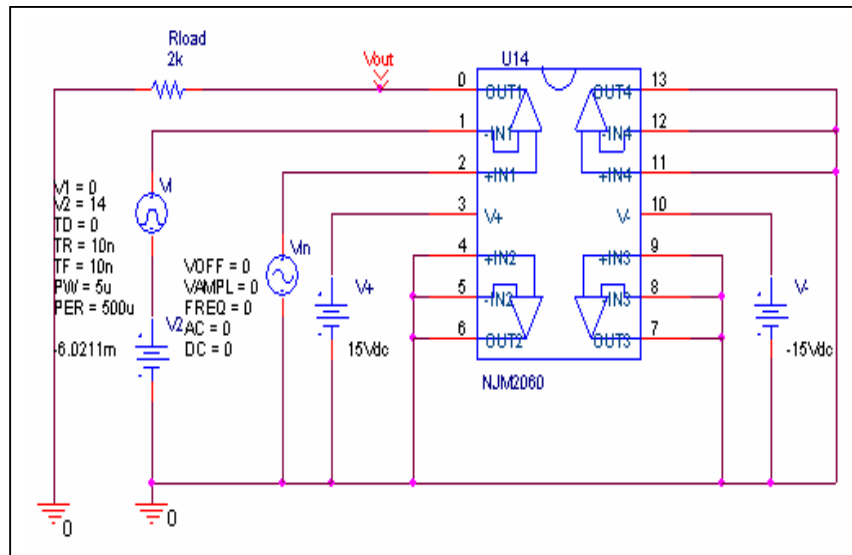 Rload
2k
Vout
U14
0
OUT1
1
-IN1
2
+IN1
3
V+
4
+IN2
5
-IN2
6
OUT2
13
OUT4
12
-IN4
11
+IN4
10
V-
9
+IN3
8
-IN3
7
OUT3
NJM2060
V1 = 0
V2 = 14
TD = 0
TR = 10n
TF = 10n
PW = 5u
PER = 500u
V2
-6.0211m
Vin
VOFF = 0
VAMPL = 0
FREQ = 0
AC = 0
DC = 0
V+
15Vdc
V-
-15Vdc
0
0